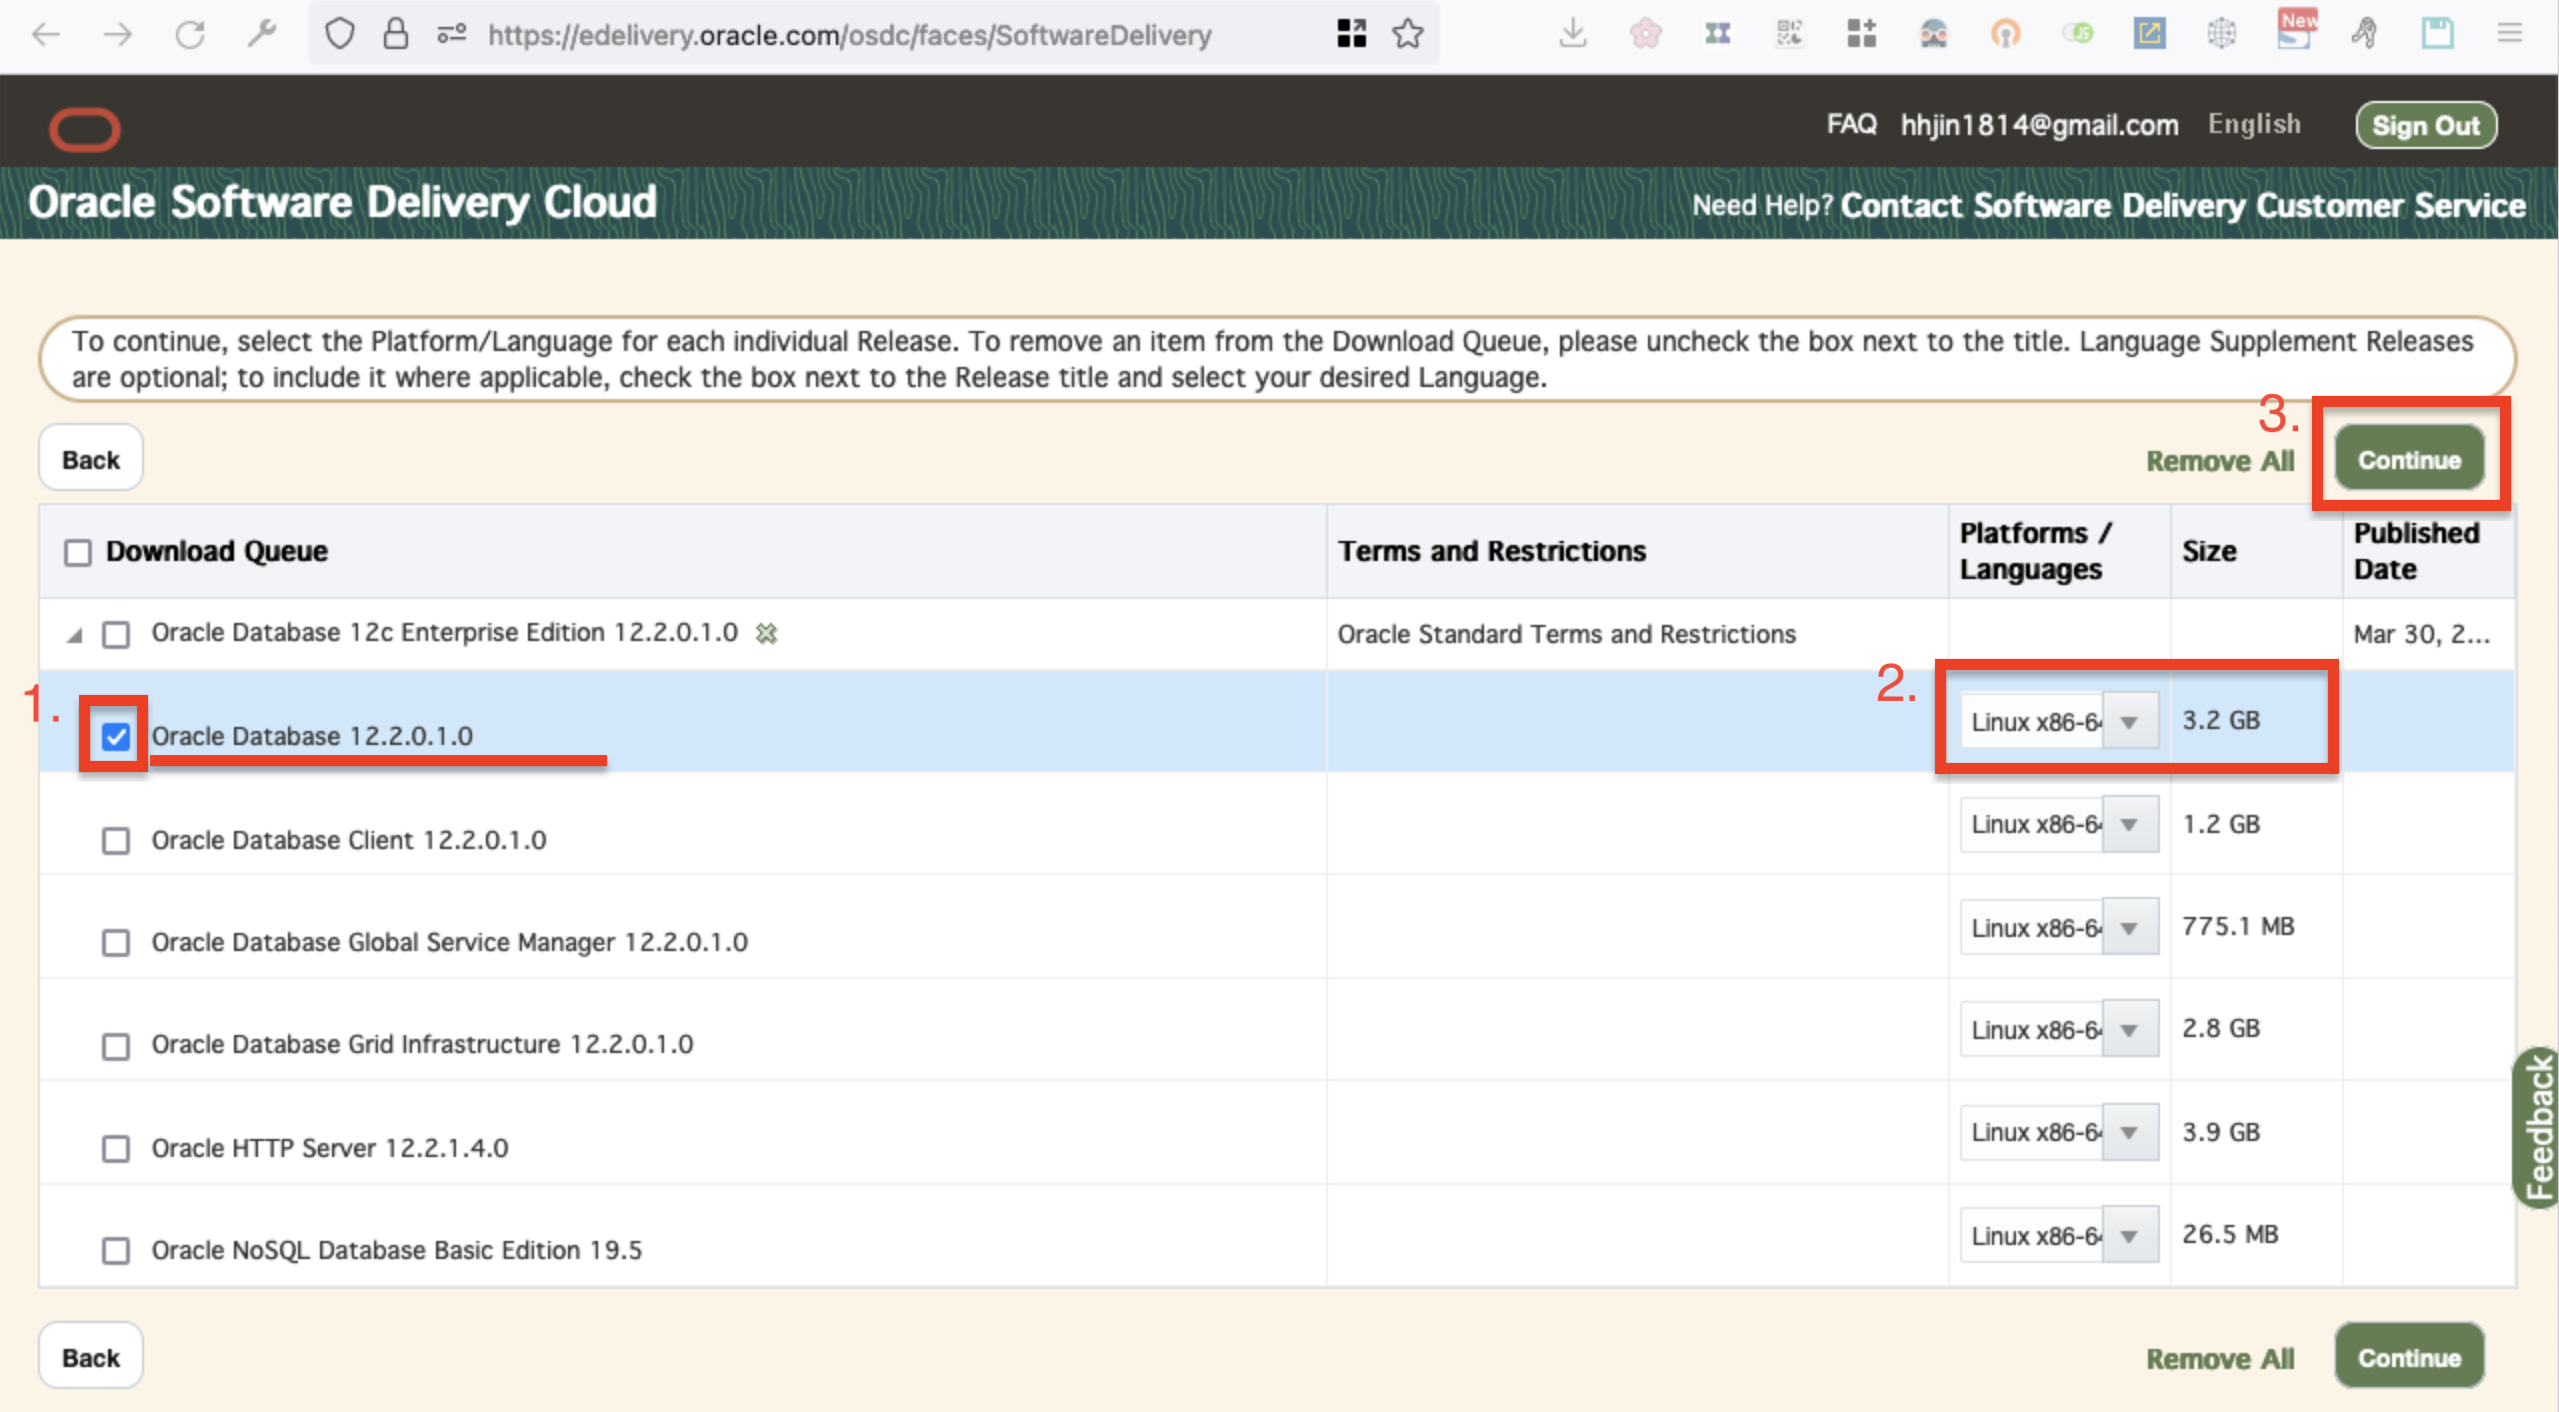 https://edelivery.oracle.com/osdc/faces/SoftwareDelivery
New
JS
FAQ hhjin1814@gmail.com English Sign Out
Oracle Software Delivery Cloud
Need Help? Contact Software Delivery Customer Service
To continue, select the Platform/Language for each individual Release. To remove an item from the Download Queue, please uncheck the box next to the title. Language Supplement Releases
are optional; to include it where applicable, check the box next to the Release title and select your desired Language.
3.
Back Remove All Continue
Download Queue Terms and Restrictions Platforms / Languages Size Published Date
Oracle Database 12c Enterprise Edition 12.2.0.1.0 Oracle Standard Terms and Restrictions Mar 30, 2...
1. 2.
Oracle Database 12.2.0.1.0 Linux x86-6 3.2 GB
Oracle Database Client 12.2.0.1.0 Linux x86-6 1.2 GB
Oracle Database Global Service Manager 12.2.0.1.0 Linux x86-6 775.1 MB
Oracle Database Grid Infrastructure 12.2.0.1.0 Linux x86-6 2.8 GB
Oracle HTTP Server 12.2.1.4.0 Linux x86-6 3.9 GB
Oracle NoSQL Database Basic Edition 19.5 Linux x86-6 26.5 MB
Feedback
Back Remove All Continue